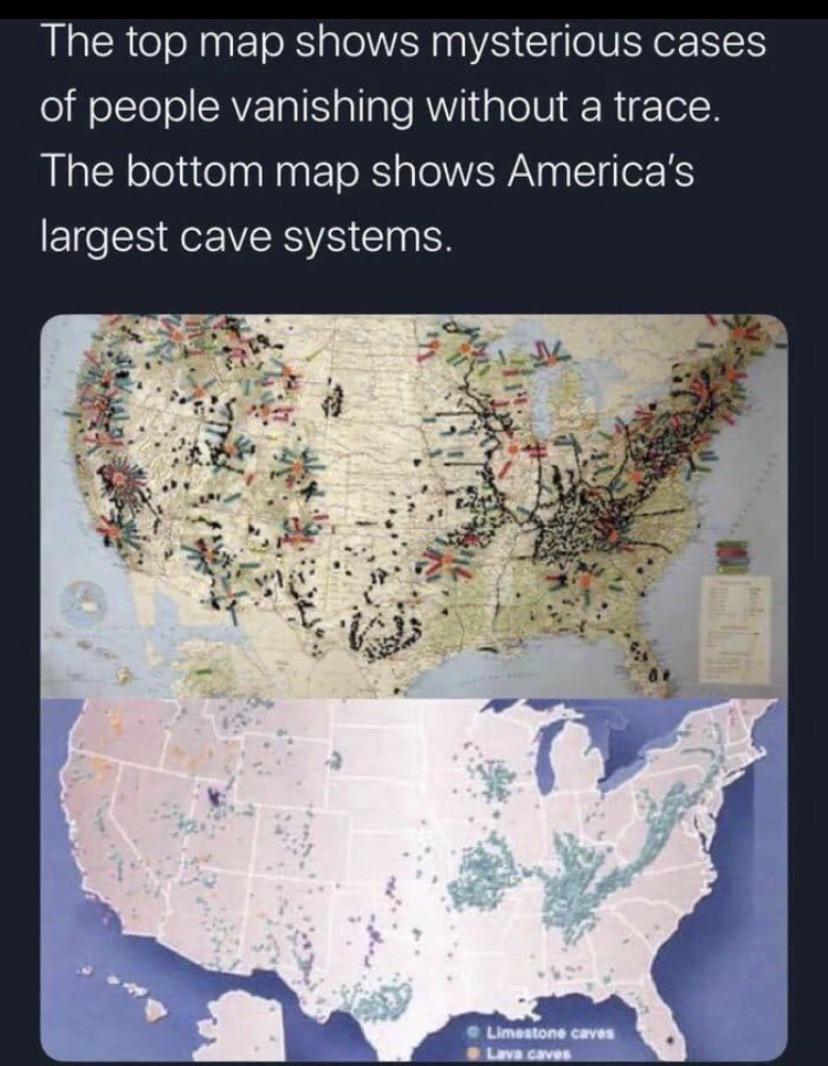 The top map shows mysterious cases
of people vanishing without a trace.
The bottom map shows America's
largest cave systems.
Limestone caves
Lava caves